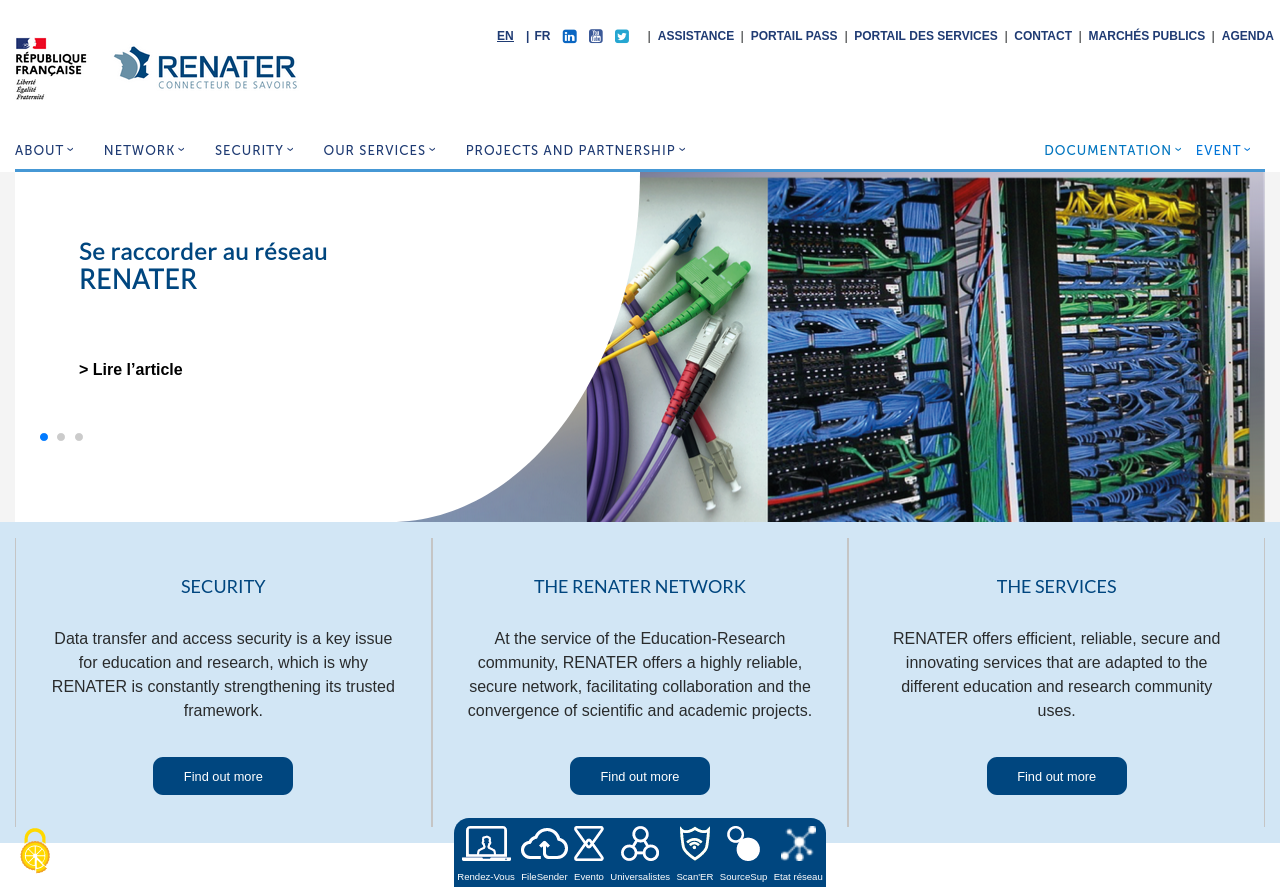 RÉPUBLIQUE
FRANÇAISE
Liberté
Égalité
Fraternité
RENATER
CONNECTEUR DE SAVOIRS
EN | FR | ASSISTANCE | PORTAIL PASS | PORTAIL DES SERVICES | CONTACT | MARCHÉS PUBLICS | AGENDA
ABOUT NETWORK SECURITY OUR SERVICES PROJECTS AND PARTNERSHIP DOCUMENTATION EVENT
Se raccorder au réseau
RENATER
> Lire l’article
SECURITY
Data transfer and access security is a key issue
for education and research, which is why
RENATER is constantly strengthening its trusted
framework.
Find out more
THE RENATER NETWORK
At the service of the Education-Research
community, RENATER offers a highly reliable,
secure network, facilitating collaboration and the
convergence of scientific and academic projects.
Find out more
THE SERVICES
RENATER offers efficient, reliable, secure and
innovating services that are adapted to the
different education and research community
uses.
Find out more
Rendez-Vous FileSender Evento Universalistes Scan'ER SourceSup Etat réseau